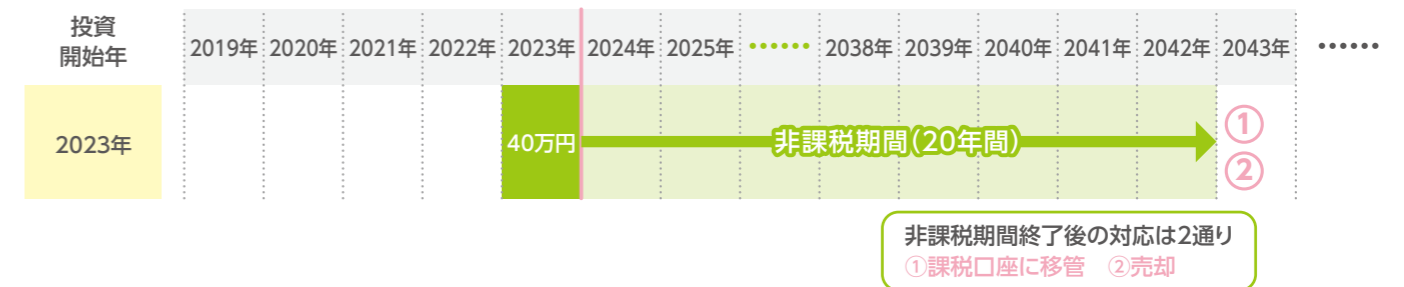 投資
開始年
2019年 2020年 2021年 2022年 2023年 2024年 2025年 …… 2038年 2039年 2040年 2041年 2042年 2043年 ……
2023年
40万円
非課税期間(20年間)
①
②
非課税期間終了後の対応は2通り
①課税口座に移管 ②売却